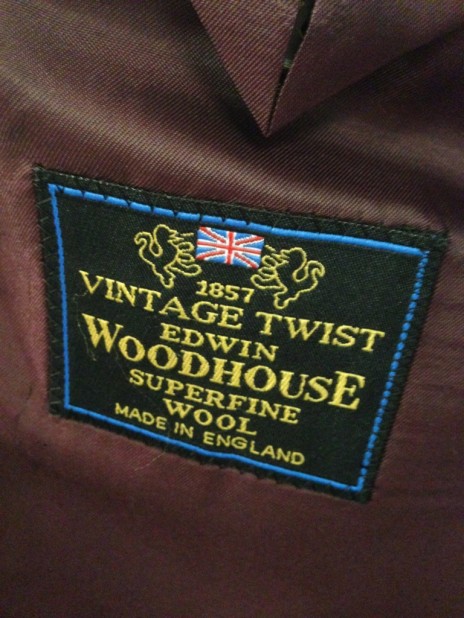 1857
VINTAGE TWIST
EDWIN
WOODHOUSE
SUPERFINE
WOOL
MADE IN ENGLAND